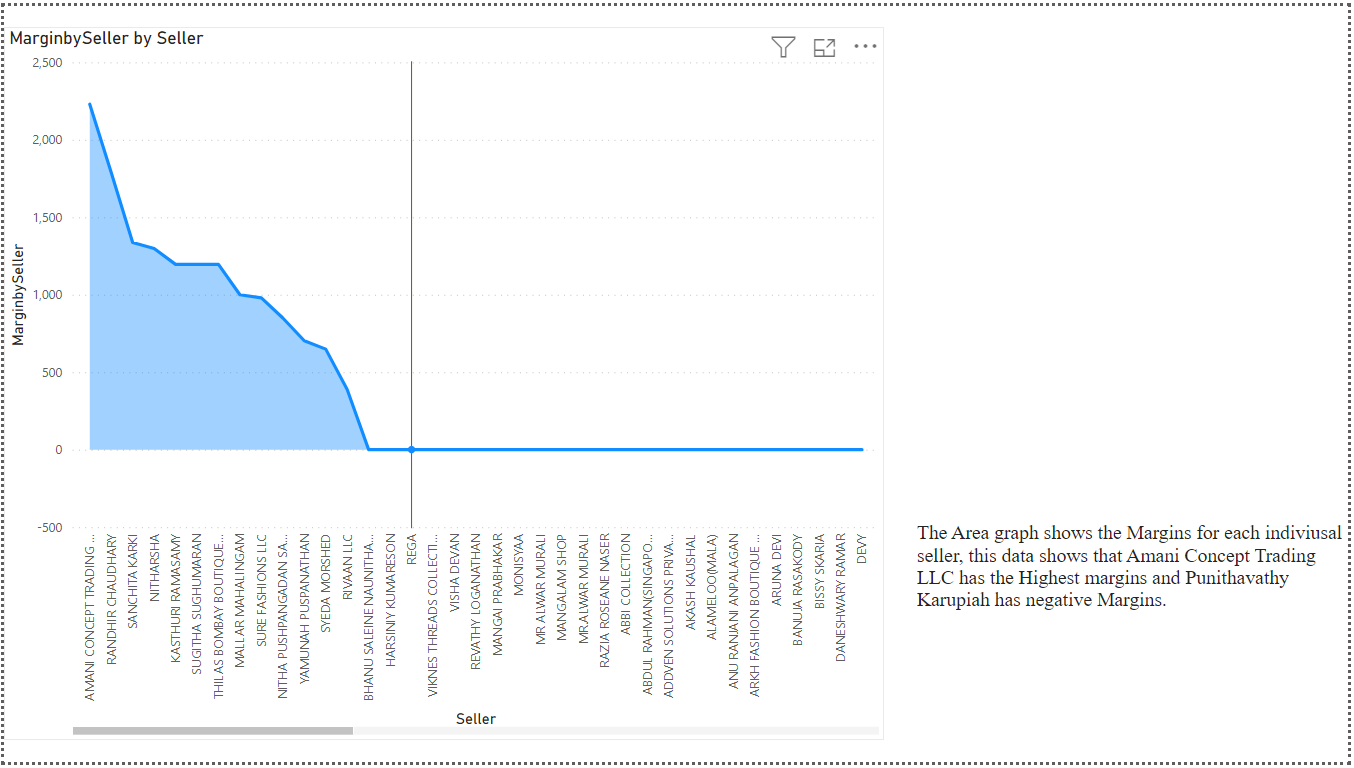 MarginbySeller by Seller
2,500
2,000
1,500
1,000
500
0
-500
MarginbySeller
AMANI CONCEPT TRADING ...
RANDHIR CHAUDHARY
SANCHITA KARKI
NITHARSHA
KASTHURI RAMASAMY
SUGITHA SUGHUMARAN
THILAS BOMBAY BOUTIQUE...
MALLAR MAHALINGAM
SURE FASHIONS LLC
NITHA PUSHPANGADAN SA...
YAMUNAH PUSPANATHAN
SYEDA MORSHED
RIVAAN LLC
BHANU SALEINE NAUNITHA...
HARSINIY KUMARESON
REGA
VIKNES THREADS COLLECTI...
VISHA DEVAN
REVATHY LOGANATHAN
MANGAI PRABHAKAR
MONISYAA
MR ALWAR MURALI
MANGALAM SHOP
MR.ALWAR MURALI
RAZIA ROSEANE NASER
ABBI COLLECTION
ABDUL RAHMAN(SINGAPO...
ADDVEN SOLUTIONS PRIVA...
AKASH KAUSHAL
ALAMELOO(MALA)
ANU RANJANI ANPALAGAN
ARKH FASHION BOUTIQUE ...
ARUNA DEVI
BANUJA RASAKODY
BISSY SKARIA
DANESHWARY RAMAR
DEVY
Seller
The Area graph shows the Margins for each indiviusal
seller, this data shows that Amani Concept Trading
LLC has the Highest margins and Punithavathy
Karupiah has negative Margins.